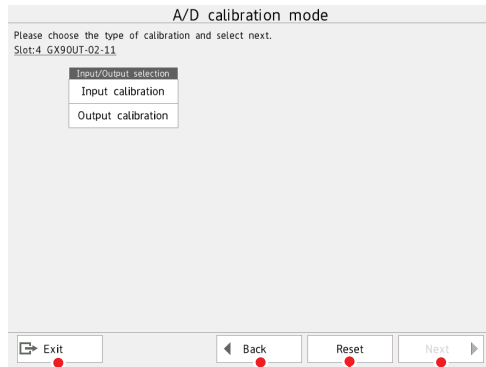 A/D calibration mode
Please choose the type of calibration and select next.
Slot:4 GX90UT-02-11
Input/Output selection
Input calibration
Output calibration
Exit
Back
Reset
Next